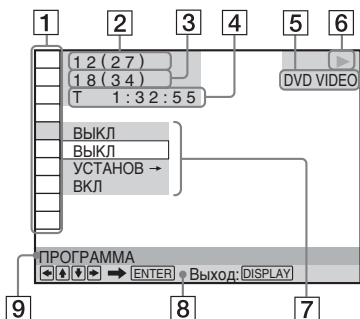 1 2 3 4 5 6
12(27)
18(34)
T 1:32:55
DVD VIDEO
ВЫКЛ
ВЫКЛ
УСТАНОВ →
ВКЛ
ПРОГРАММА
ENTER Выход: DISPLAY
9 8 7